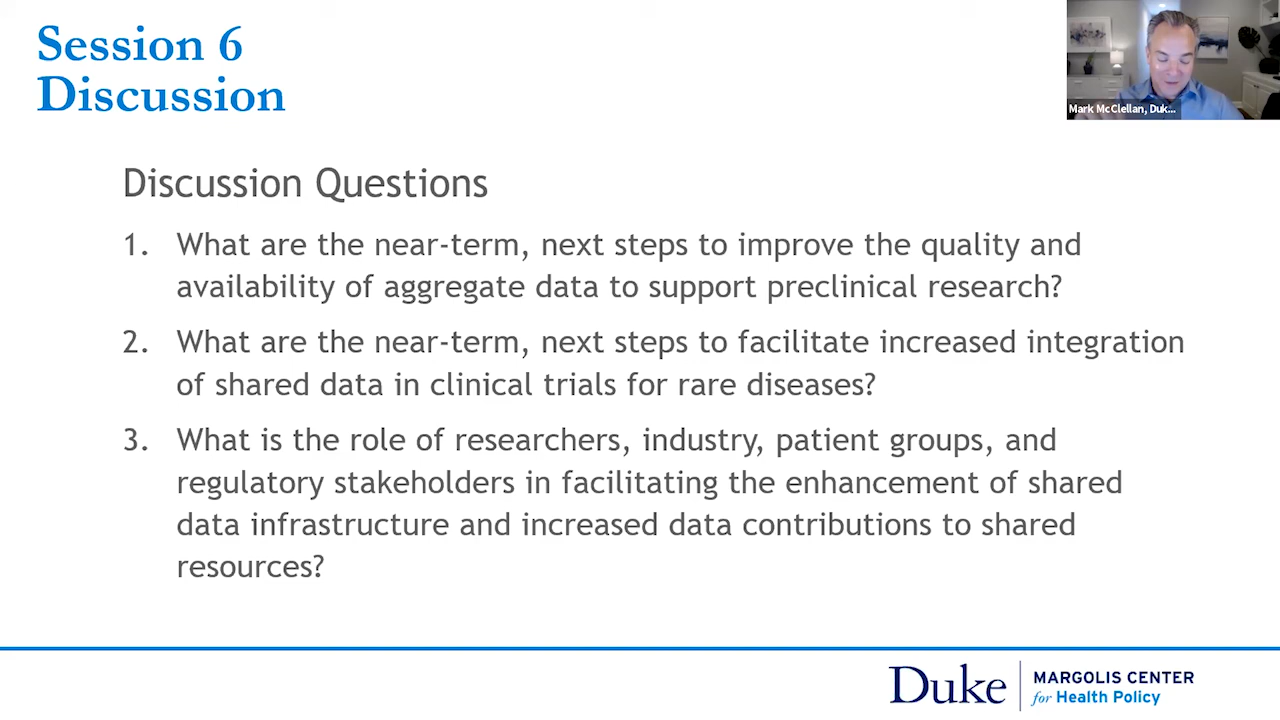 Session 6
Discussion
Mark McClellan, Duk...
Discussion Questions
1. What are the near-term, next steps to improve the quality and
availability of aggregate data to support preclinical research?
2. What are the near-term, next steps to facilitate increased integration
of shared data in clinical trials for rare diseases?
3. What is the role of researchers, industry, patient groups, and
regulatory stakeholders in facilitating the enhancement of shared
data infrastructure and increased data contributions to shared
resources?
Duke
MARGOLIS CENTER
for Health Policy